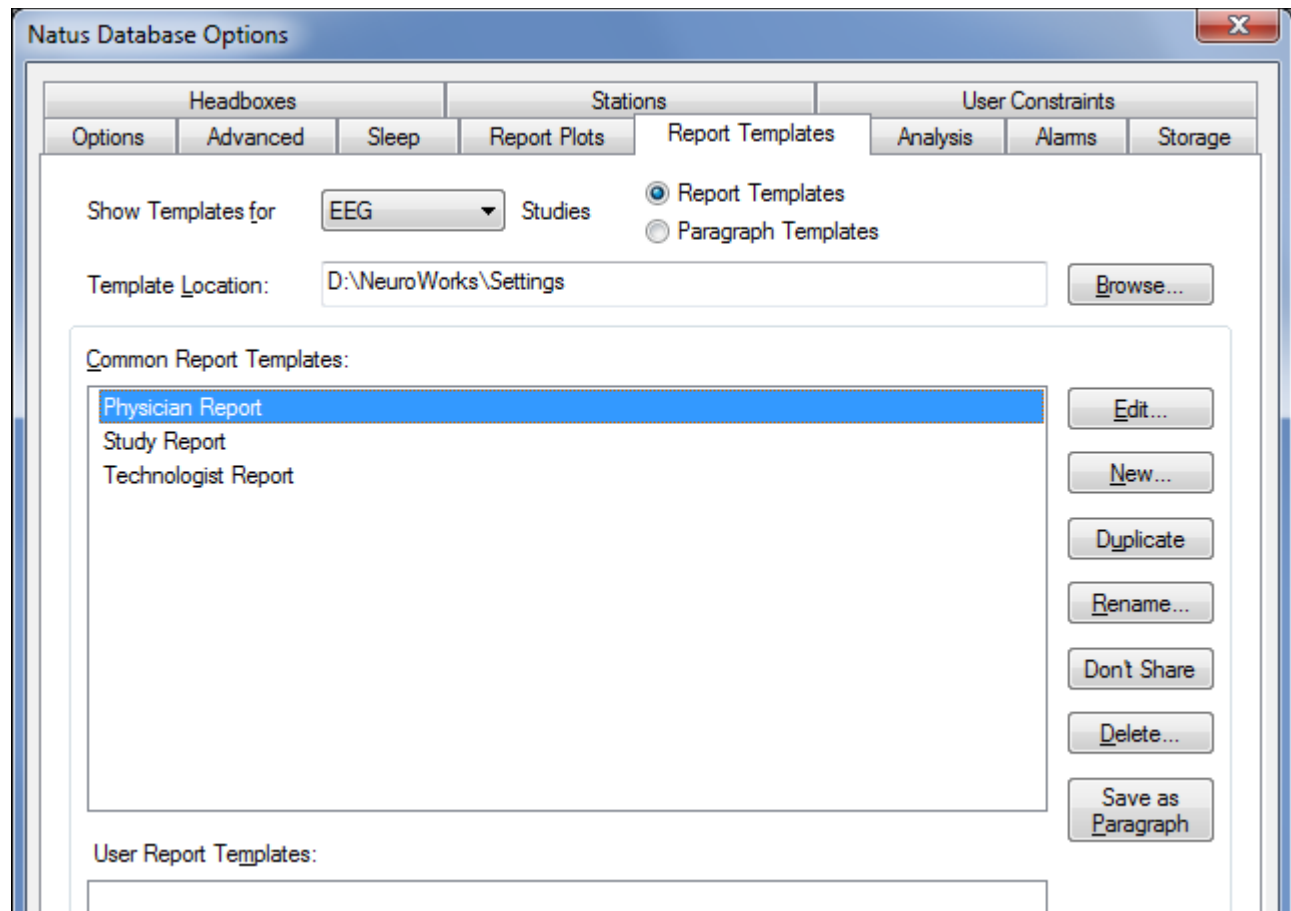 Natus Database Options
Headboxes Stations User Constraints
Options Advanced Sleep Report Plots Report Templates Analysis Alarms Storage
Show Templates for EEG Studies
Report Templates
Paragraph Templates
Template Location: D:\NeuroWorks\Settings Browse...
Common Report Templates:
Physician Report
Study Report
Technologist Report
Edit...
New...
Duplicate
Rename...
Don't Share
Delete...
Save as
Paragraph
User Report Templates: